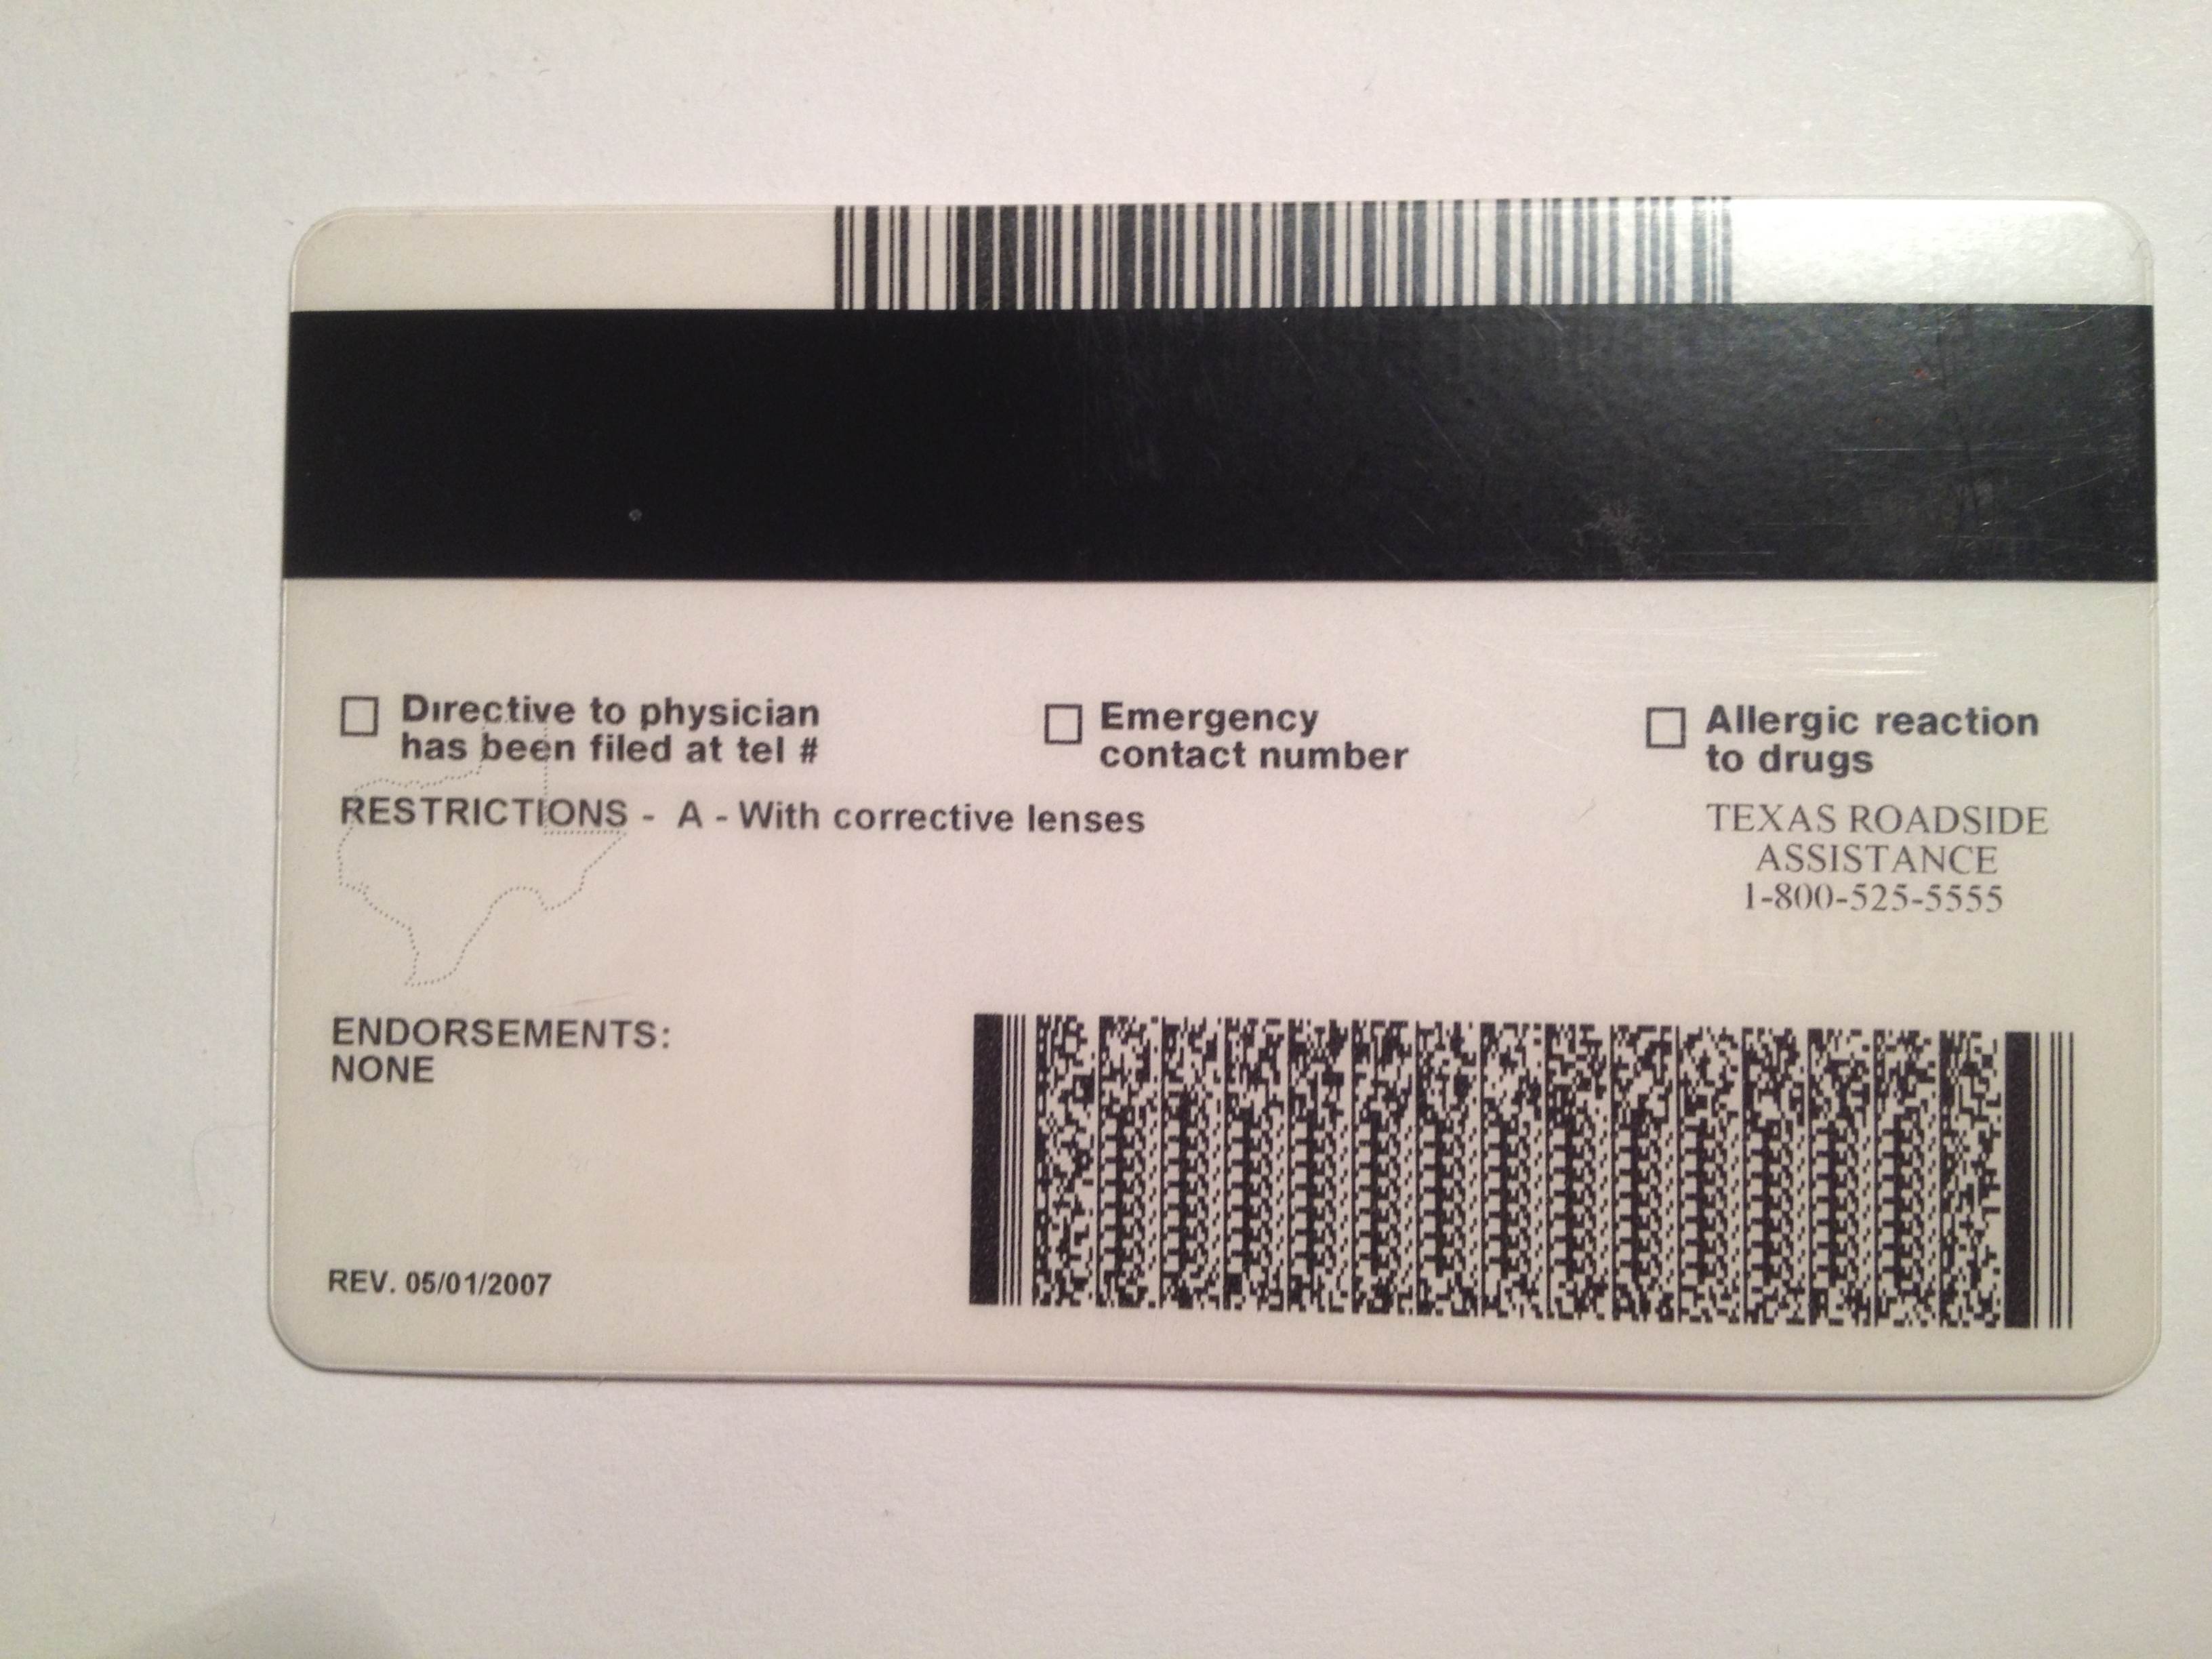 Directive to physician
has been filed at tel #
Emergency
contact number
Allergic reaction
to drugs
RESTRICTIONS - A - With corrective lenses
TEXAS ROADSIDE
ASSISTANCE
1-800-525-5555
ENDORSEMENTS:
NONE
REV. 05/01/2007